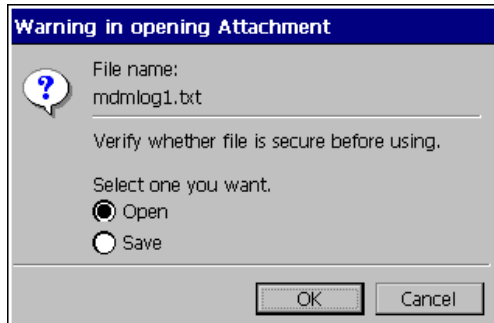 Warning in opening Attachment
File name:
mdmlog1.txt
Verify whether file is secure before using.
Select one you want.
Open
Save
OK
Cancel